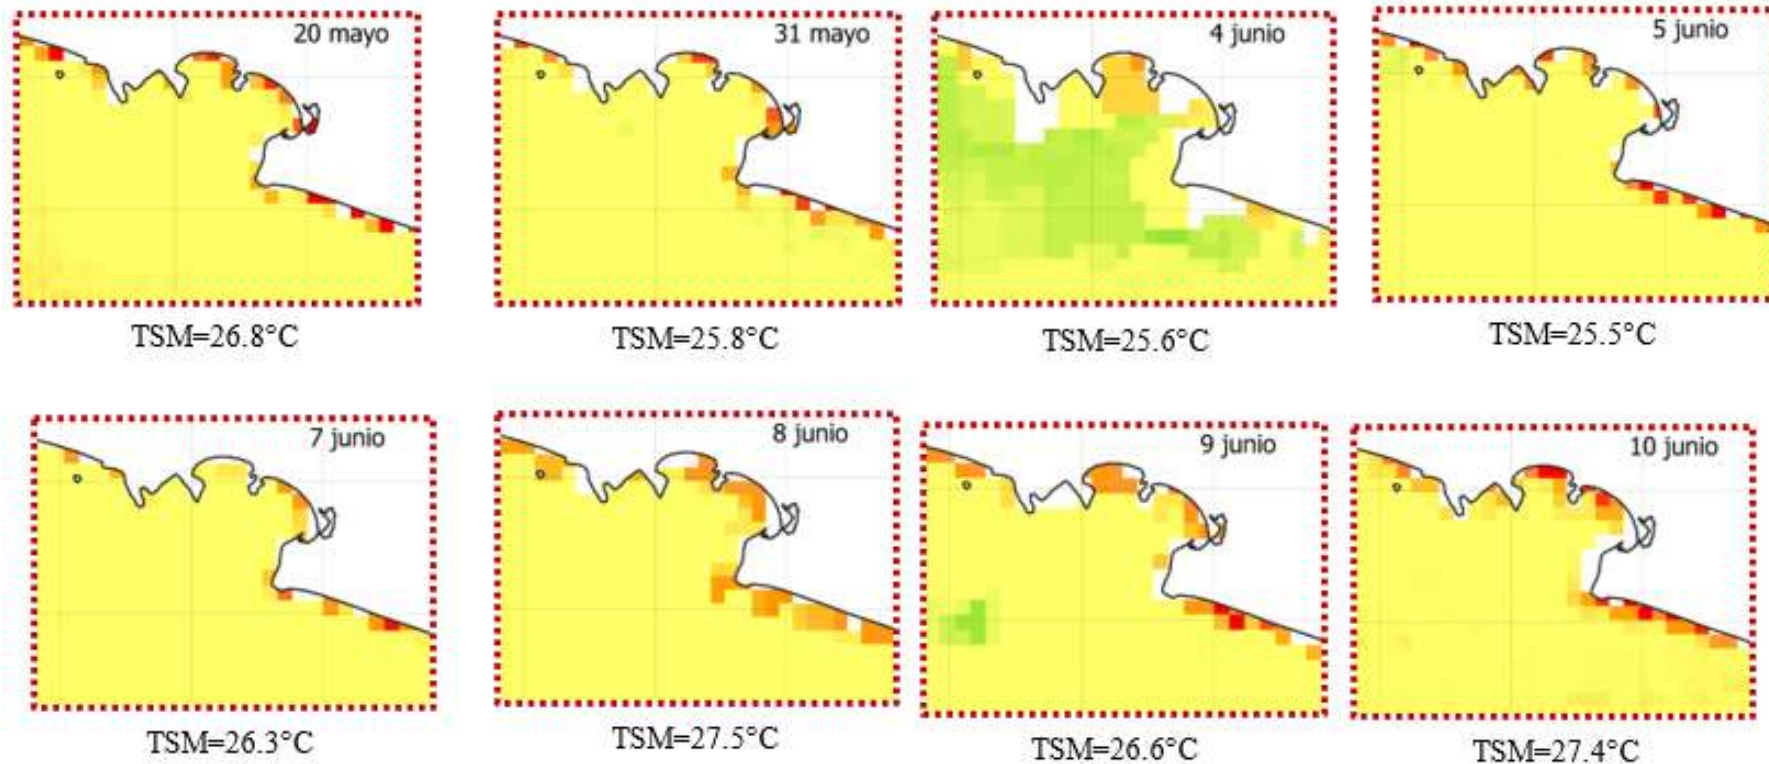 20 mayo
31 mayo
4 junio
5 junio
TSM=26.8°C
TSM=25.8°C
TSM=25.6°C
TSM=25.5°C
7 junio
8 junio
9 junio
10 junio
TSM=26.3°C
TSM=27.5°C
TSM=26.6°C
TSM=27.4°C